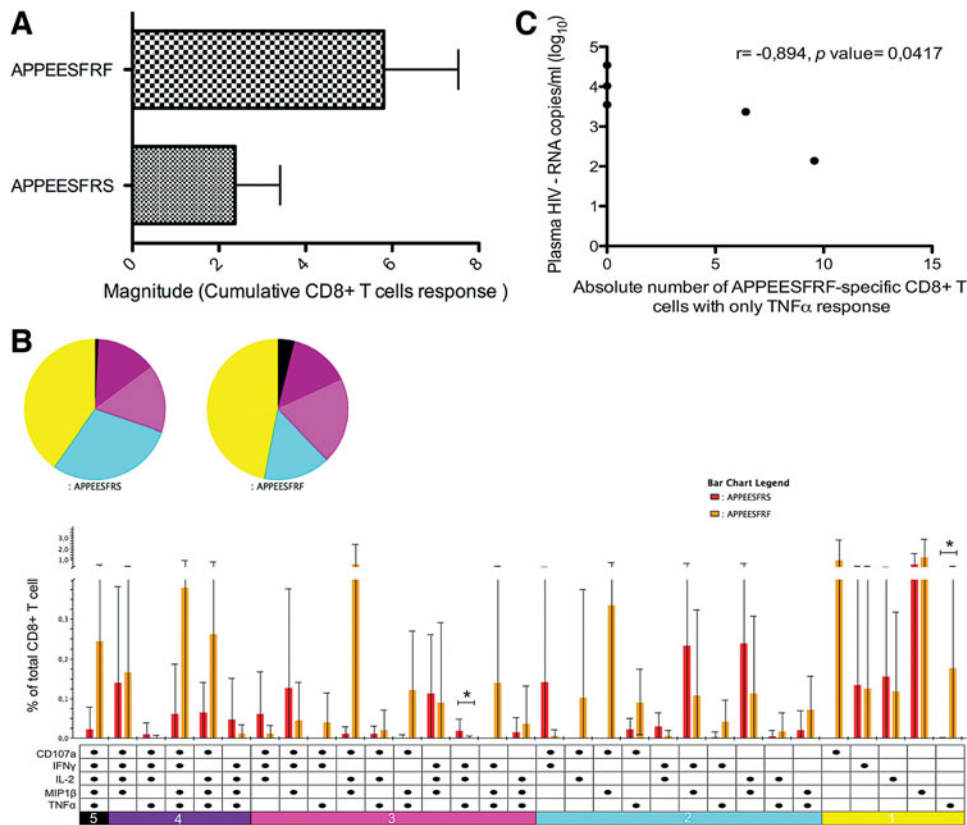 A
APPEESFRF
APPEESFRS
0
2
4
6
8
Magnitude (Cumulative CD8+ T cells response )
C
Plasma HIV - RNA copies/ml (log10)
5
4
3
2
1
0
r= -0,894, p value= 0,0417
0
5
10
15
Absolute number of APPEESFRF-specific CD8+ T
cells with only TNFα response
B
: APPEESFRS
: APPEESFRF
Bar Chart Legend
: APPEESFRS
: APPEESFRF
% of total CD8+ T cell
3,0
2,0
1,0
0,3
0,2
0,1
0,0
*
*
CD107a
IFNγ
IL-2
MIP1β
TNFα
5
4
3
2
1